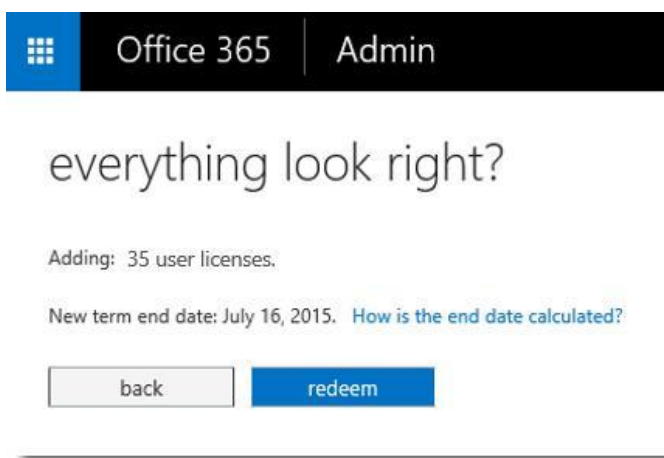 Office 365 Admin
everything look right?
Adding: 35 user licenses.
New term end date: July 16, 2015. How is the end date calculated?
back redeem